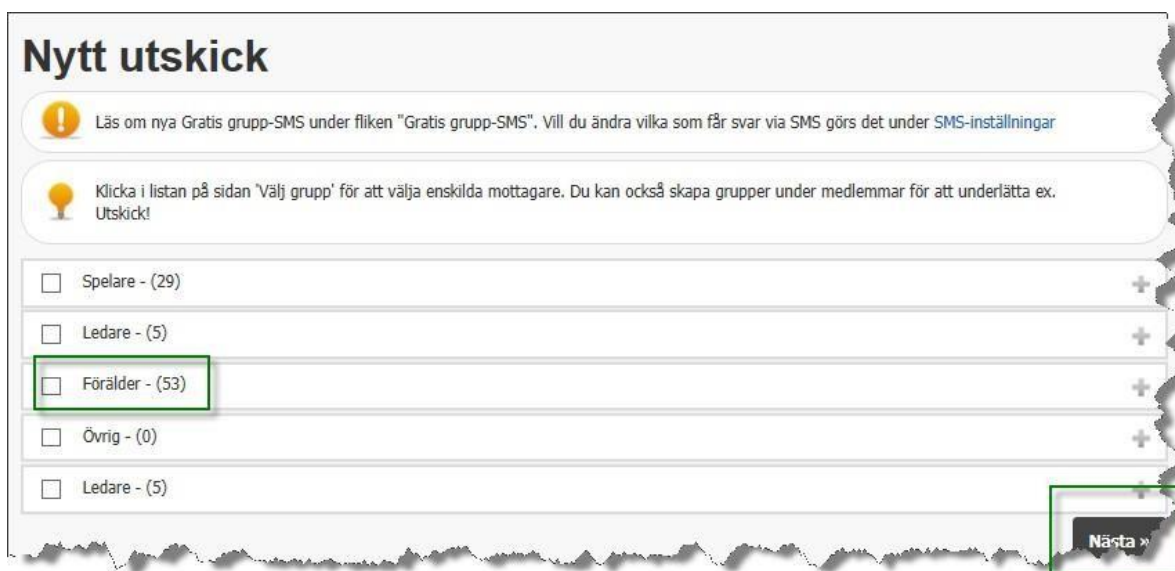 Nytt utskick
Läs om nya Gratis grupp-SMS under fliken "Gratis grupp-SMS". Vill du ändra vilka som får svar via SMS görs det under SMS-inställningar
Klicka i listan på sidan 'Välj grupp' för att välja enskilda mottagare. Du kan också skapa grupper under medlemmar för att underlätta ex.
Utskick!
Spelare - (29)
Ledare - (5)
Förälder - (53)
Övrig - (0)
Ledare - (5)
Nästa »